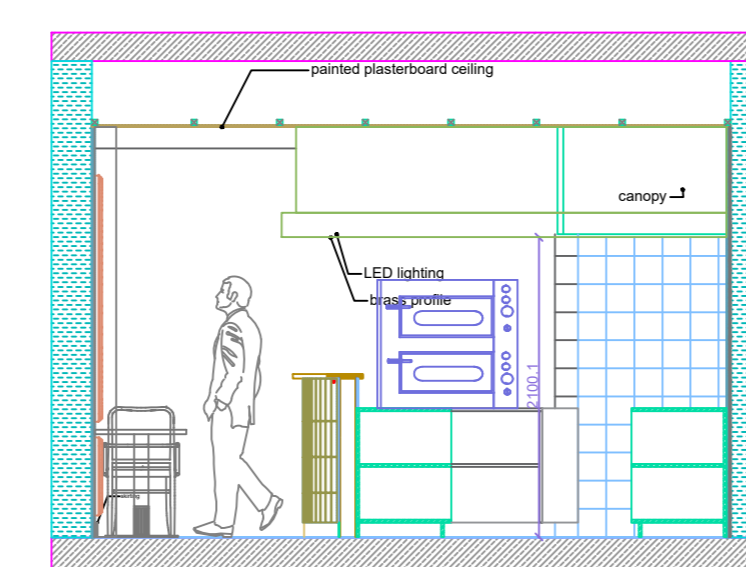 painted plasterboard ceiling
canopy
LED lighting
brass profile
2100.1